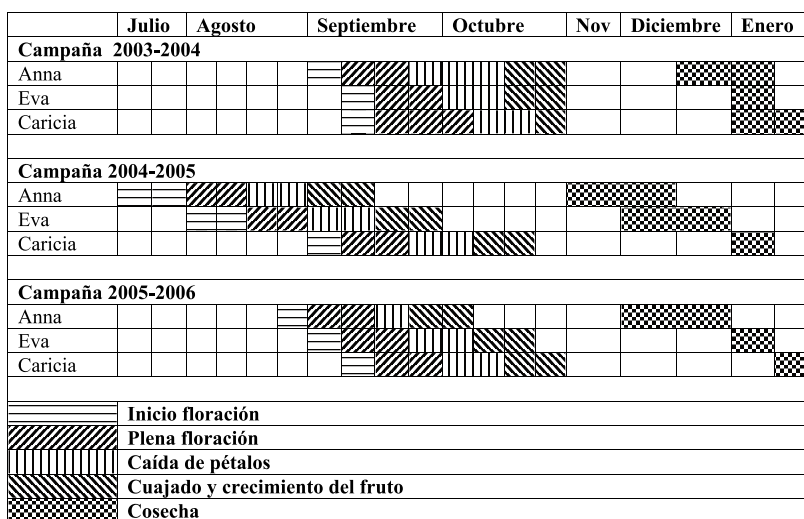 Julio Agosto Septiembre Octubre Nov Diciembre Enero
Campaña 2003-2004
Anna
Eva
Caricia
Campaña 2004-2005
Anna
Eva
Caricia
Campaña 2005-2006
Anna
Eva
Caricia
Inicio floración
Plena floración
Caída de pétalos
Cuajado y crecimiento del fruto
Cosecha